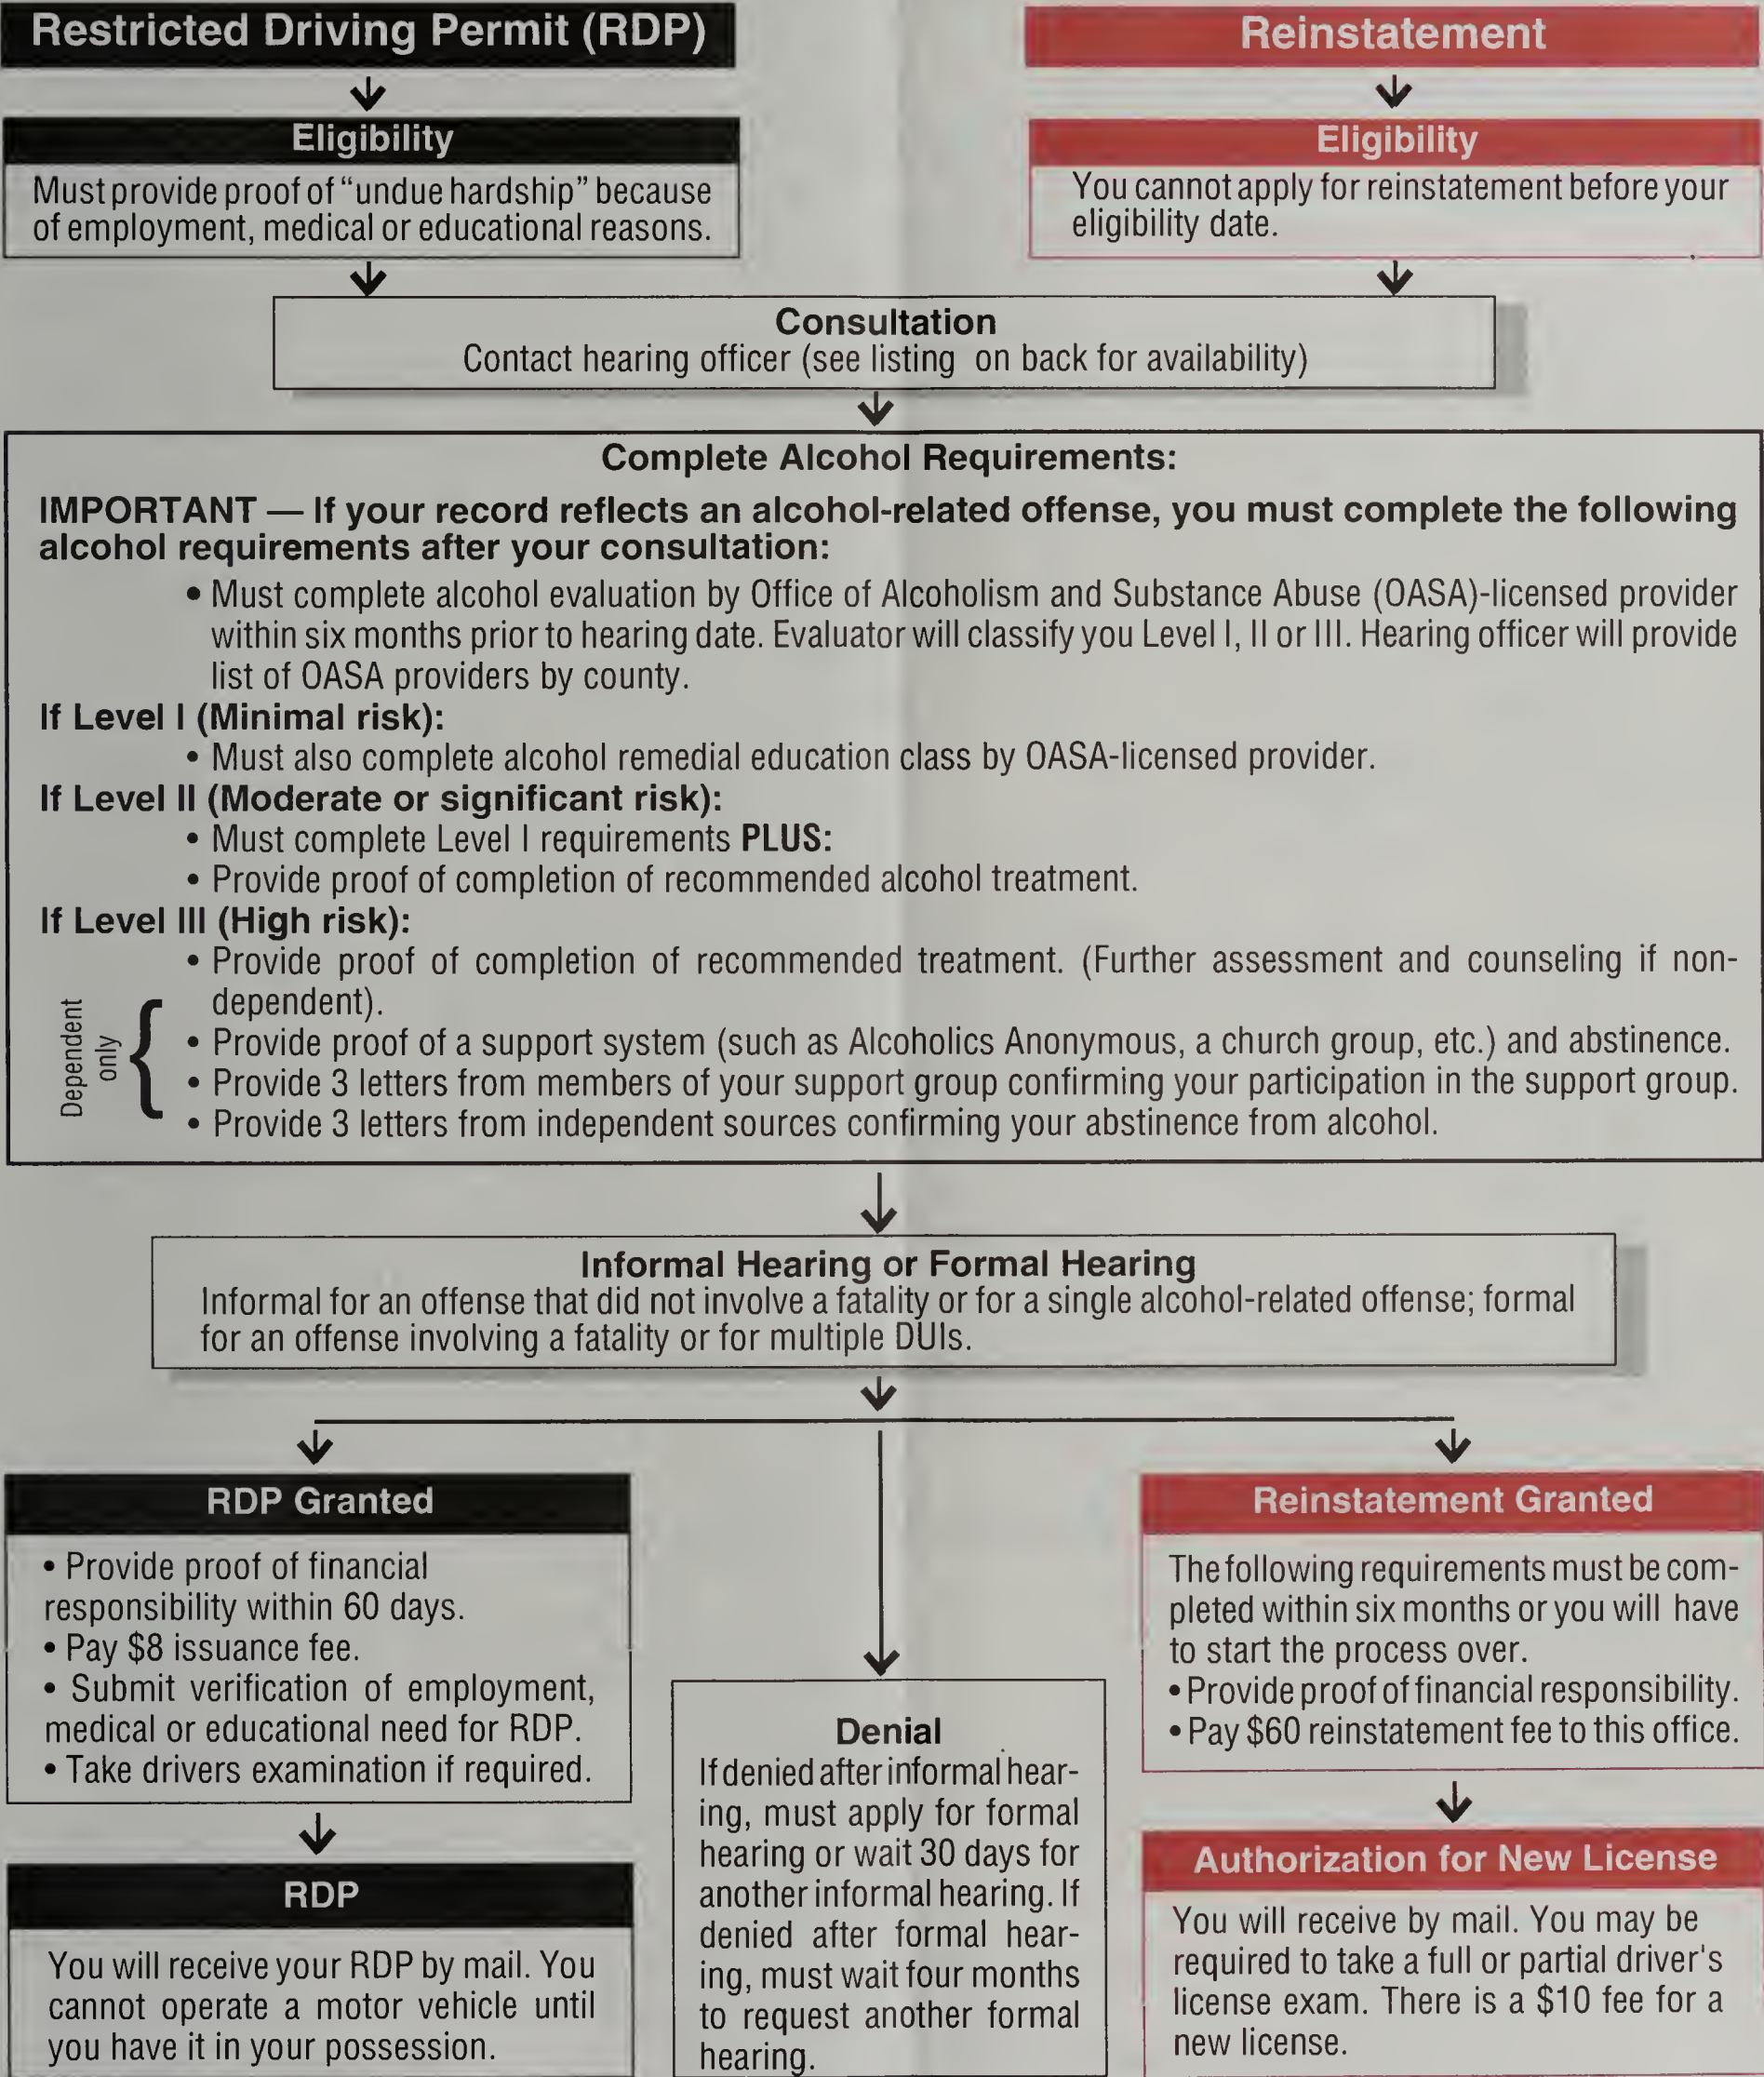 Restricted Driving Permit (RDP)
Reinstatement
Eligibility
Must provide proof of “undue hardship” because
of employment, medical or educational reasons.
Eligibility
You cannot apply for reinstatement before your
eligibility date.
Consultation
Contact hearing officer (see listing on back for availability)
Complete Alcohol Requirements:
IMPORTANT — If your record reflects an alcohol-related offense, you must complete the following
alcohol requirements after your consultation:
• Must complete alcohol evaluation by Office of Alcoholism and Substance Abuse (OASA)-licensed provider
within six months prior to hearing date. Evaluator will classify you Level I, II or III. Hearing officer will provide
list of OASA providers by county.
If Level I (Minimal risk):
• Must also complete alcohol remedial education class by OASA-licensed provider.
If Level II (Moderate or significant risk):
• Must complete Level I requirements PLUS:
• Provide proof of completion of recommended alcohol treatment.
If Level III (High risk):
• Provide proof of completion of recommended treatment. (Further assessment and counseling if non-
dependent).
Dependent
only
• Provide proof of a support system (such as Alcoholics Anonymous, a church group, etc.) and abstinence.
• Provide 3 letters from members of your support group confirming your participation in the support group.
• Provide 3 letters from independent sources confirming your abstinence from alcohol.
Informal Hearing or Formal Hearing
Informal for an offense that did not involve a fatality or for a single alcohol-related offense; formal
for an offense involving a fatality or for multiple DUIs.
RDP Granted
• Provide proof of financial
responsibility within 60 days.
• Pay $8 issuance fee.
• Submit verification of employment,
medical or educational need for RDP.
• Take drivers examination if required.
RDP
You will receive your RDP by mail. You
cannot operate a motor vehicle until
you have it in your possession.
Denial
If denied after informal hear-
ing, must apply for formal
hearing or wait 30 days for
another informal hearing. If
denied after formal hear-
ing, must wait four months
to request another formal
hearing.
Reinstatement Granted
The following requirements must be com-
pleted within six months or you will have
to start the process over.
• Provide proof of financial responsibility.
• Pay $60 reinstatement fee to this office.
Authorization for New License
You will receive by mail. You may be
required to take a full or partial driver's
license exam. There is a $10 fee for a
new license.